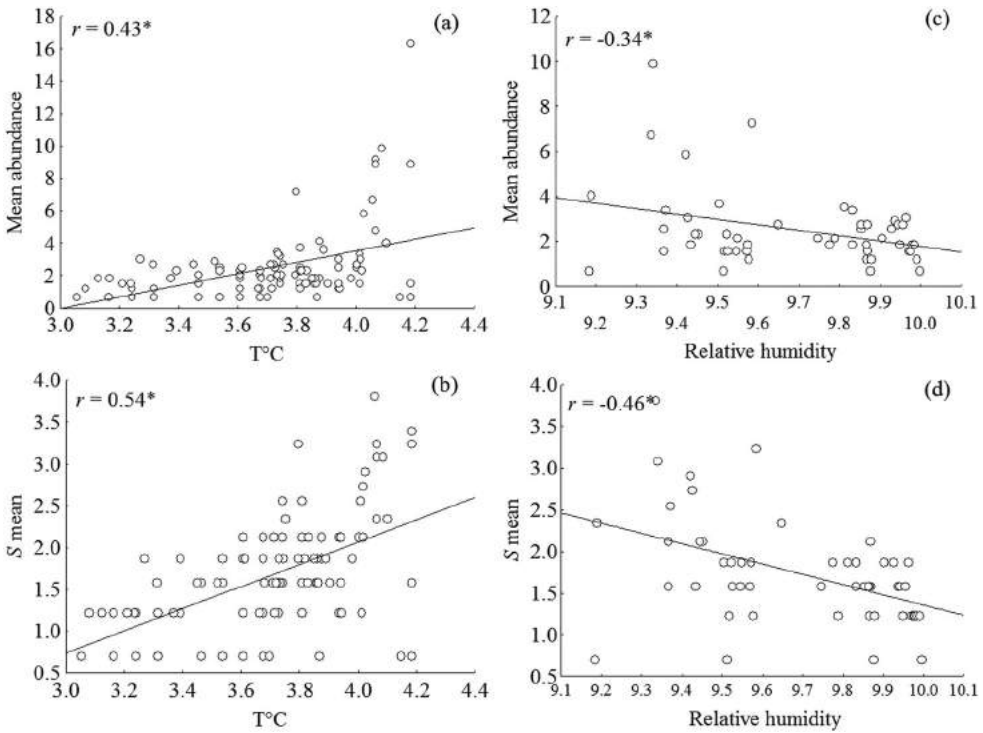 (a)
r = 0.43*
Mean abundance
18
16
14
12
10
8
6
4
2
0
3.0 3.2 3.4 3.6 3.8 4.0 4.2 4.4
T°C
(c)
r = -0.34*
Mean abundance
12
10
8
6
4
2
0
9.1 9.3 9.5 9.7 9.9 10.1
9.2 9.4 9.6 9.8 10.0
Relative humidity
(b)
r = 0.54*
S mean
4.0
3.5
3.0
2.5
2.0
1.5
1.0
0.5
3.0 3.2 3.4 3.6 3.8 4.0 4.2 4.4
T°C
(d)
r = -0.46*
S mean
4.0
3.5
3.0
2.5
2.0
1.5
1.0
0.5
9.1 9.2 9.3 9.4 9.5 9.6 9.7 9.8 9.9 10.0 10.1
Relative humidity